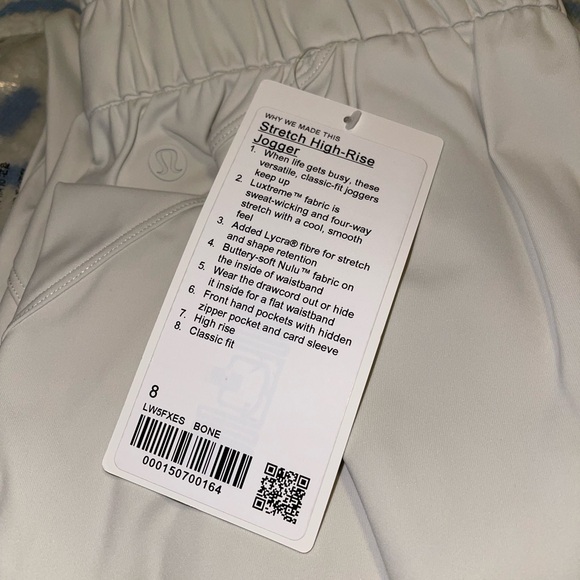 WHY WE MADE THIS
Stretch High-Rise
Jogger
1. When life gets busy, these
versatile, classic-fit joggers
keep up
2. Luxtreme™ fabric is
sweat-wicking and four-way
stretch with a cool, smooth
feel
3. Added Lycra® fibre for stretch
and shape retention
4. Buttery-soft Nulu™ fabric on
the inside of waistband
5. Wear the drawcord out or hide
it inside for a flat waistband
6. Front hand pockets with hidden
zipper pocket and card sleeve
7. High rise
8. Classic fit
8
LW5FXES BONE
000150700164